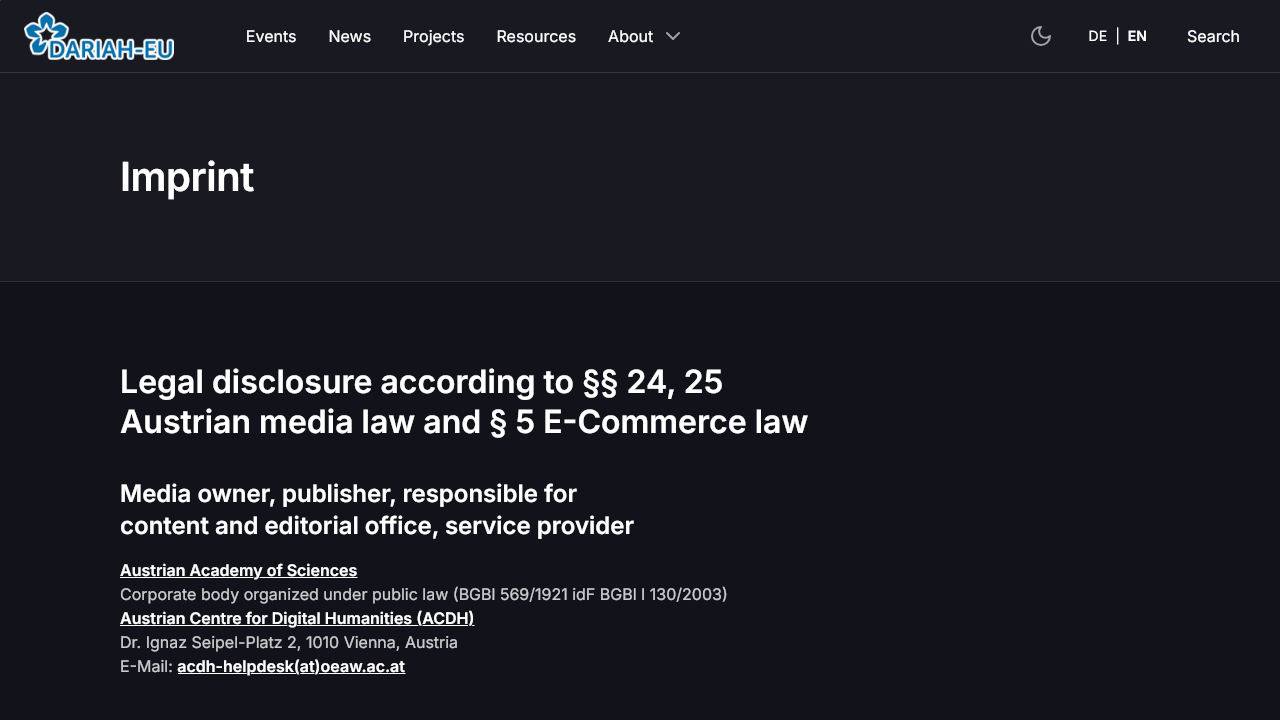 DARIAH-EU
Events News Projects Resources About
DE | EN Search
Imprint
Legal disclosure according to §§ 24, 25
Austrian media law and § 5 E-Commerce law
Media owner, publisher, responsible for
content and editorial office, service provider
Austrian Academy of Sciences
Corporate body organized under public law (BGBl 569/1921 idF BGBl I 130/2003)
Austrian Centre for Digital Humanities (ACDH)
Dr. Ignaz Seipel-Platz 2, 1010 Vienna, Austria
E-Mail: acdh-helpdesk(at)oeaw.ac.at